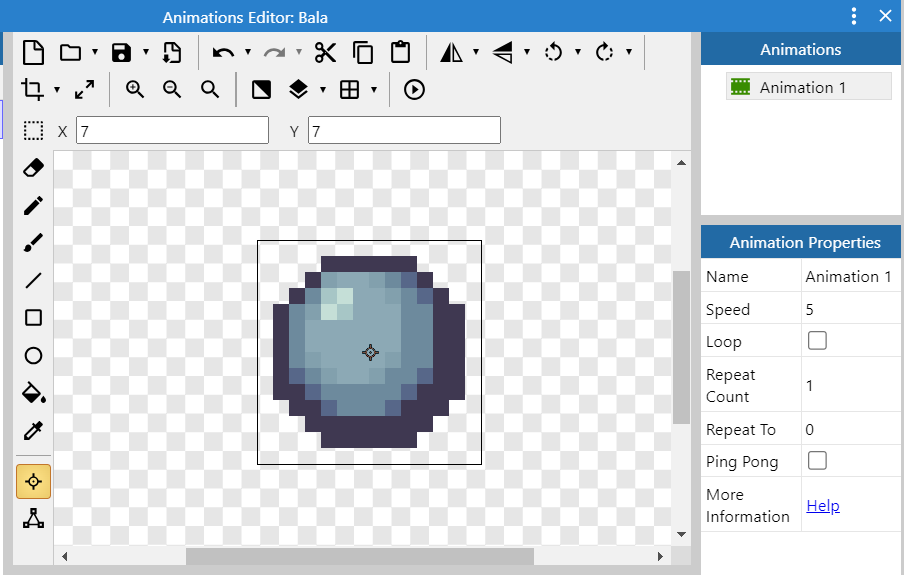 Animations Editor: Bala
Animations
Animation 1
X 7 Y 7
Animation Properties
Name Animation 1
Speed 5
Loop
Repeat
Count 1
Repeat To 0
Ping Pong
More
Information Help